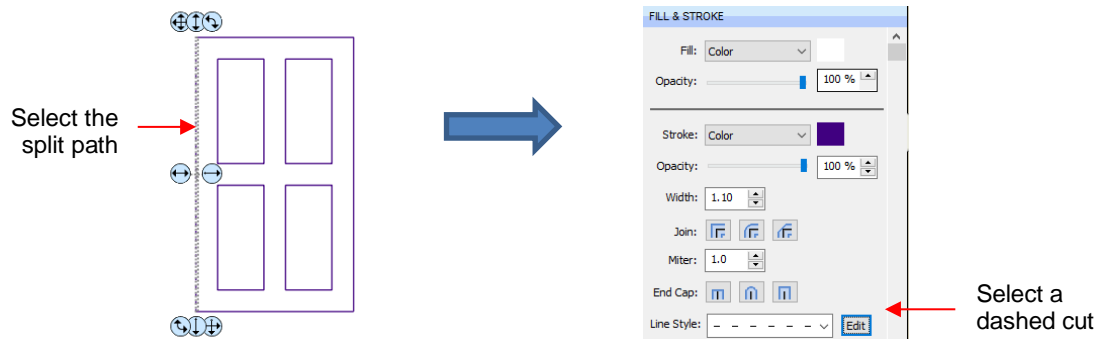 Select the
split path
FILL & STROKE
Fill: Color
Opacity: 100 %
Stroke: Color
Opacity: 100 %
Width: 1.10
Join:
Miter: 1.0
End Cap:
Line Style: Edit
Select a
dashed cut